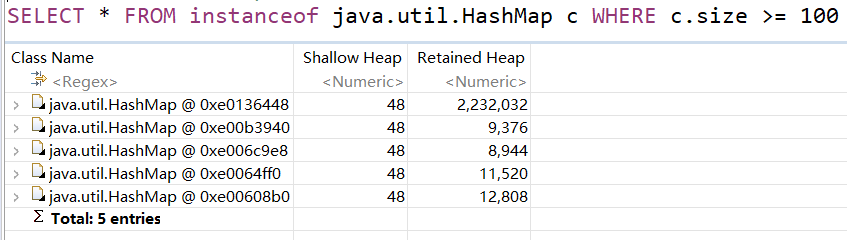 SELECT * FROM instanceof java.util.HashMap c WHERE c.size >= 100
Class Name Shallow Heap Retained Heap
<Regex> <Numeric> <Numeric>
java.util.HashMap @ 0xe0136448 48 2,232,032
java.util.HashMap @ 0xe00b3940 48 9,376
java.util.HashMap @ 0xe006c9e8 48 8,944
java.util.HashMap @ 0xe0064ff0 48 11,520
java.util.HashMap @ 0xe00608b0 48 12,808
Σ Total: 5 entries